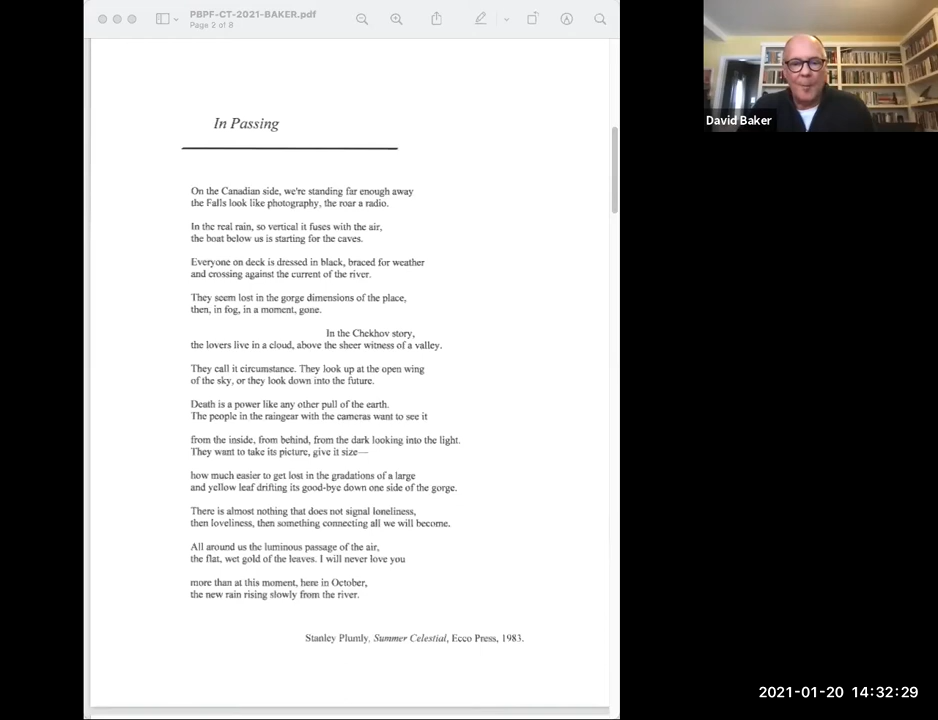 PBPF-CT-2021-BAKER.pdf
Page 2 of 8
David Baker
In Passing
On the Canadian side, we're standing far enough away
the Falls look like photography, the roar a radio.
In the real rain, so vertical it fuses with the air,
the boat below us is starting for the caves.
Everyone on deck is dressed in black, braced for weather
and crossing against the current of the river.
They seem lost in the gorge dimensions of the place,
then, in fog, in a moment, gone.
In the Chekhov story,
the lovers live in a cloud, above the sheer witness of a valley.
They call it circumstance. They look up at the open wing
of the sky, or they look down into the future.
Death is a power like any other pull of the earth.
The people in the raingear with the cameras want to see it
from the inside, from behind, from the dark looking into the light.
They want to take its picture, give it size—
how much easier to get lost in the gradations of a large
and yellow leaf drifting its good-bye down one side of the gorge.
There is almost nothing that does not signal loneliness,
then loveliness, then something connecting all we will become.
All around us the luminous passage of the air,
the flat, wet gold of the leaves. I will never love you
more than at this moment, here in October,
the new rain rising slowly from the river.
Stanley Plumly, Summer Celestial, Ecco Press, 1983.
2021-01-20 14:32:29